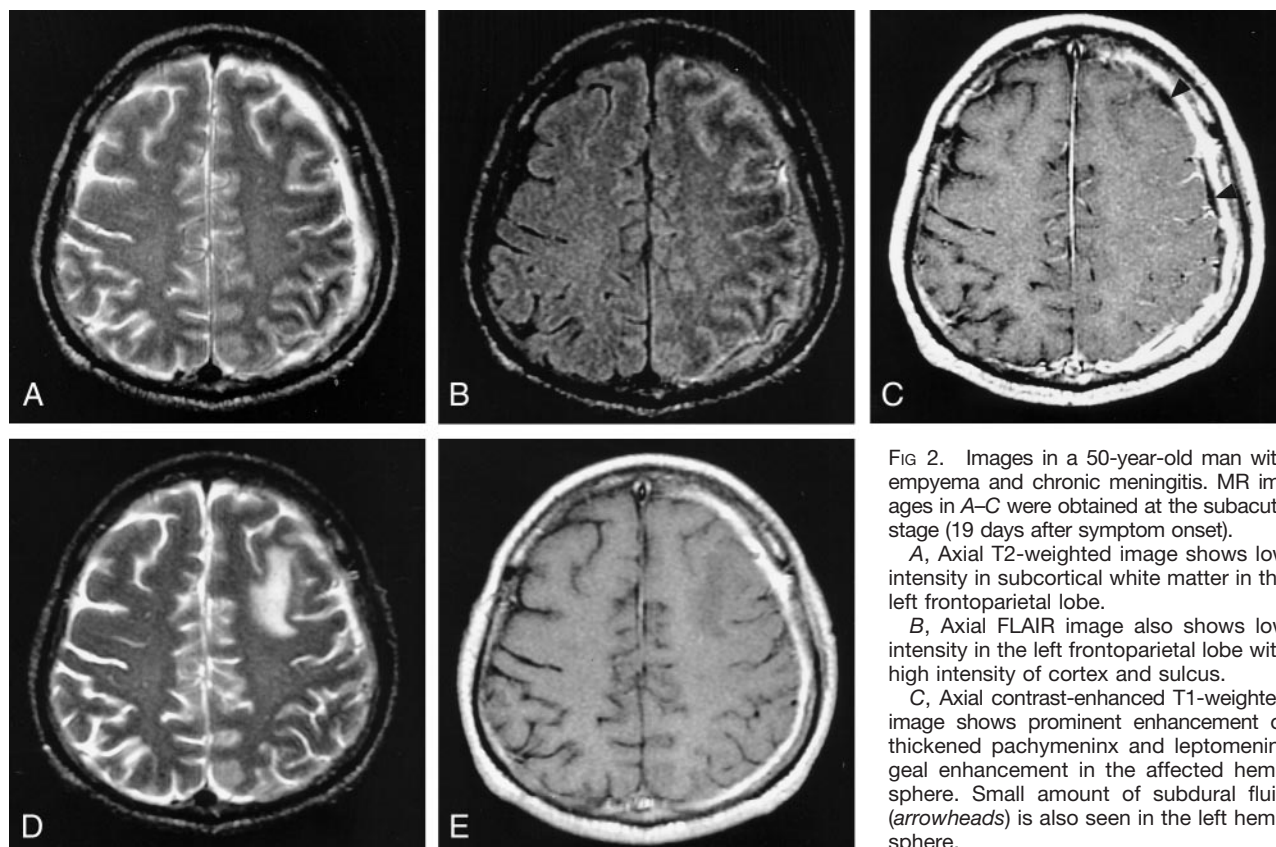 A
B
C
D
E
FIG 2. Images in a 50-year-old man wit
empyema and chronic meningitis. MR im
ages in A–C were obtained at the subacut
stage (19 days after symptom onset).
A, Axial T2-weighted image shows low
intensity in subcortical white matter in th
left frontoparietal lobe.
B, Axial FLAIR image also shows low
intensity in the left frontoparietal lobe wit
high intensity of cortex and sulcus.
C, Axial contrast-enhanced T1-weighte
image shows prominent enhancement o
thickened pachymeninx and leptomenin
geal enhancement in the affected hem
sphere. Small amount of subdural flui
(arrowheads) is also seen in the left hem
sphere.